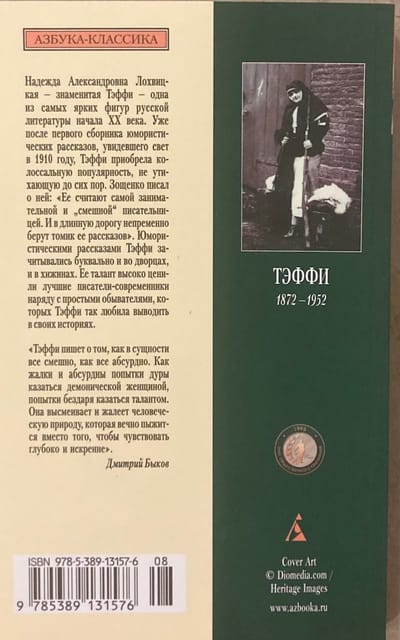 АЗБУКА-КЛАССИКА
Надежда Александровна Лохвиц-
кая – знаменитая Тэффи – одна
из самых ярких фигур русской
литературы начала XX века. Уже
после первого сборника юмористи-
ческих рассказов, увидевшего свет
в 1910 году, Тэффи приобрела ко-
лоссальную популярность, не ути-
хающую до сих пор. Зощенко писал
о ней: «Ее считают самой занима-
тельной и „смешной“ писательни-
цей. И в длинную дорогу непременно
берут томик ее рассказов». Юмори-
стическими рассказами Тэффи за-
читывались буквально и во дворцах,
и в хижинах. Ее талант высоко цени-
ли лучшие писатели-современники
наряду с простыми обывателями, ко-
торых Тэффи так любила выводить
в своих историях.
«Тэффи пишет о том, как в сущности
все смешно, как все абсурдно. Как
жалки и абсурдны попытки дуры
казаться демонической женщиной,
попытки бездаря казаться талантом.
Она высмеивает и жалеет человече-
скую природу, которая вечно пыжит-
ся вместо того, чтобы чувствовать
глубоко и искренне».
Дмитрий Быков
ISBN 978-5-389-13157-6
08
9 785389 131576
ТЭФФИ
1872 – 1952
1995
Cover Art
© Diomedia.com /
Heritage Images
www.azbooka.ru